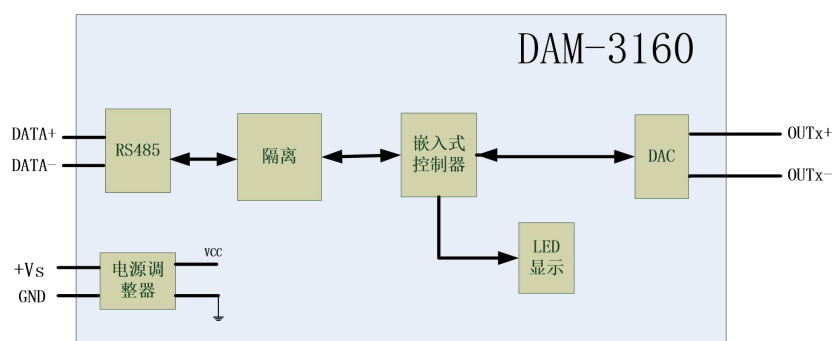 DAM-3160
DATA+
DATA-
RS485
隔离
嵌入式
控制器
DAC
OUTx+
OUTx-
LED
显示
+Vs
GND
电源调
整器
VCC